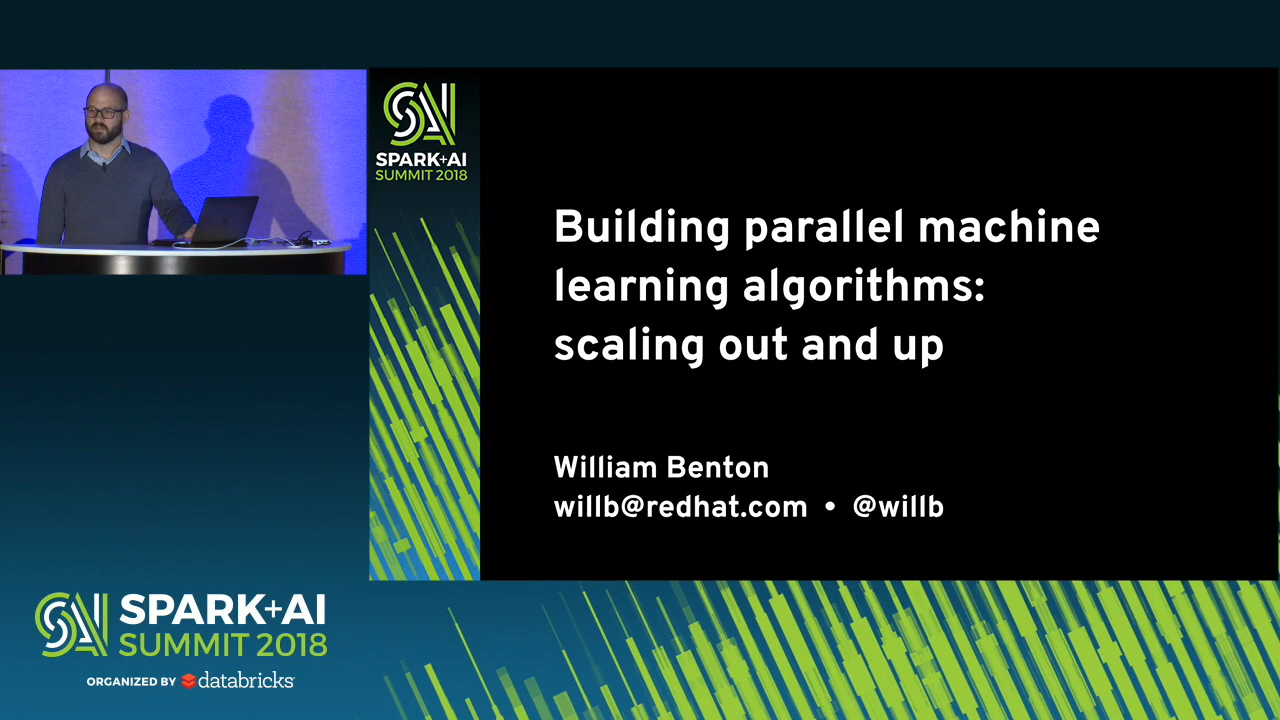 SPARK+AI
SUMMIT 2018
Building parallel machine
learning algorithms:
scaling out and up
William Benton
willb@redhat.com • @willb
SPARK+AI
SUMMIT 2018
ORGANIZED BY databricks